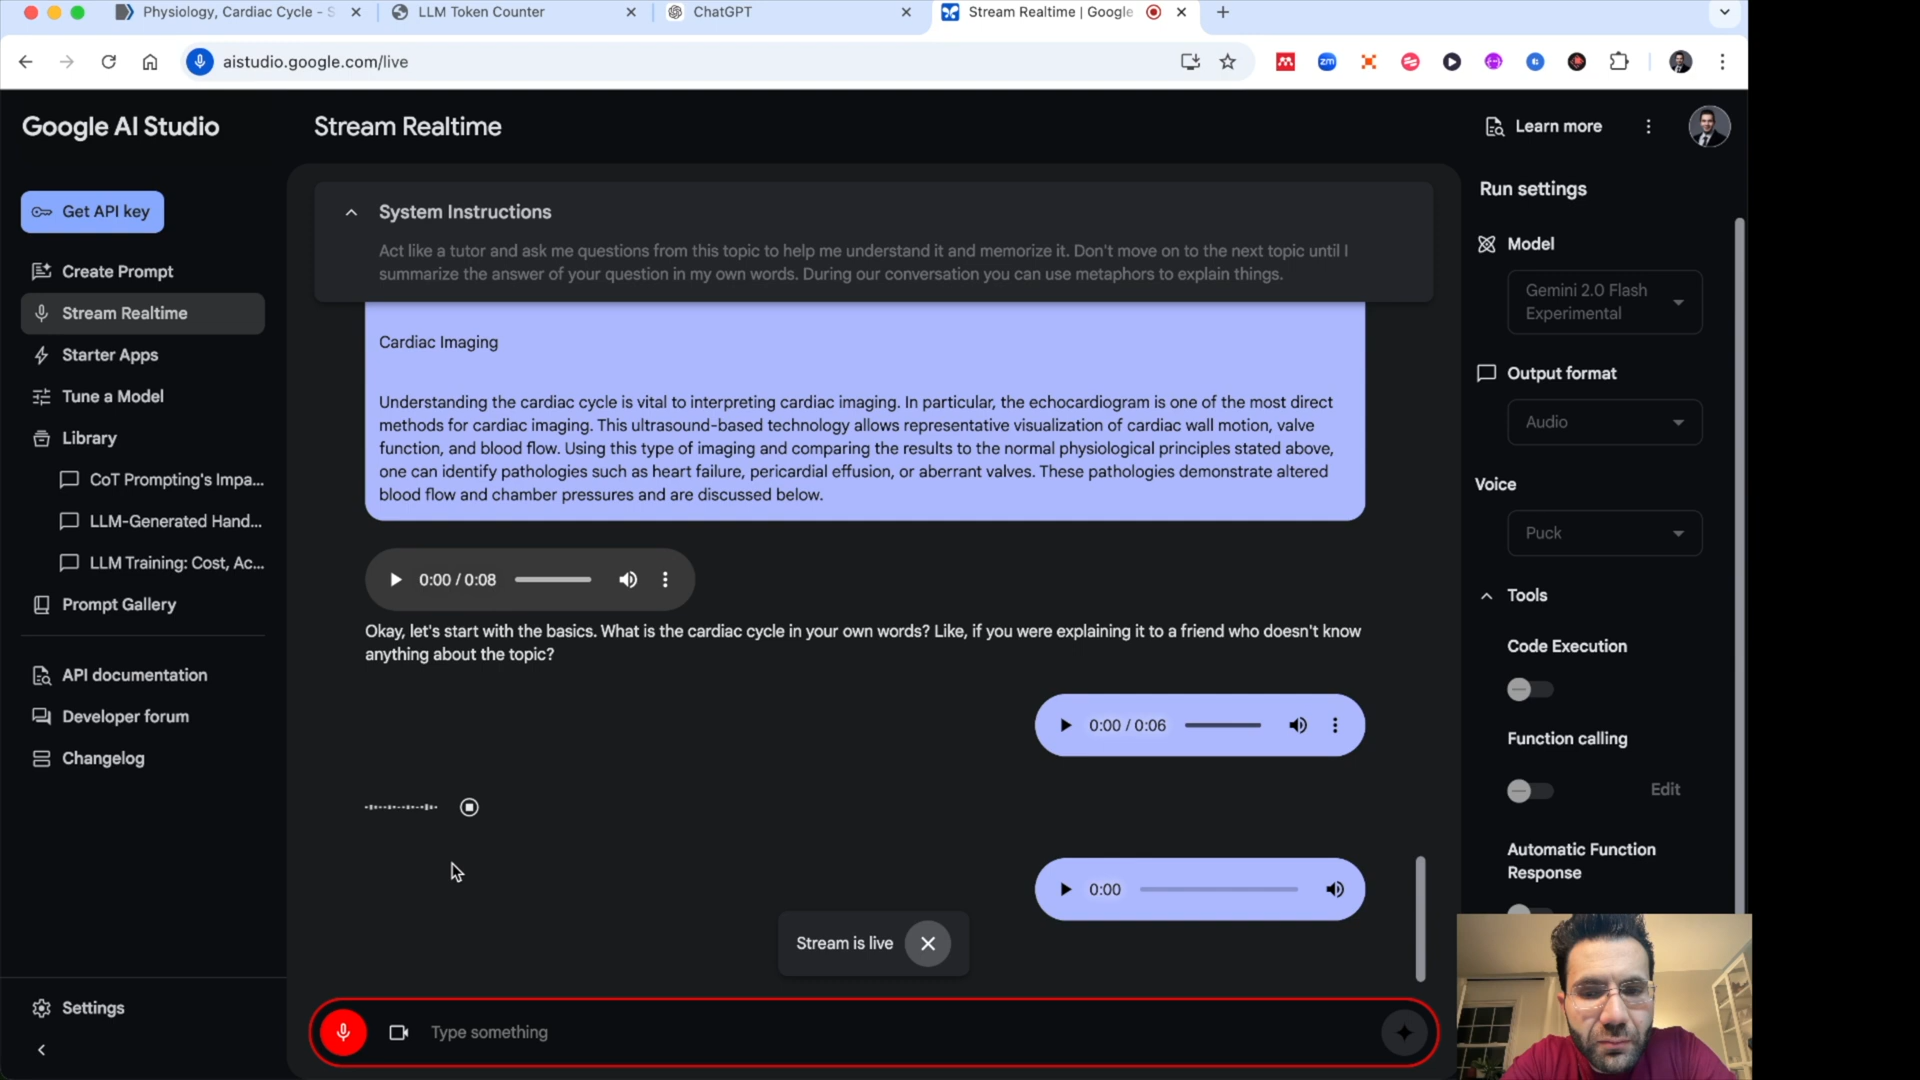 Physiology, Cardiac Cycle - S
LLM Token Counter
ChatGPT
Stream Realtime | Google
aistudio.google.com/live
zm
Google AI Studio
Stream Realtime
Learn more
Get API key
Create Prompt
Stream Realtime
Starter Apps
Tune a Model
Library
CoT Prompting's Impa...
LLM-Generated Hand...
LLM Training: Cost, Ac...
Prompt Gallery
API documentation
Developer forum
Changelog
Settings
System Instructions
Act like a tutor and ask me questions from this topic to help me understand it and memorize it. Don't move on to the next topic until I
summarize the answer of your question in my own words. During our conversation you can use metaphors to explain things.
Cardiac Imaging
Understanding the cardiac cycle is vital to interpreting cardiac imaging. In particular, the echocardiogram is one of the most direct
methods for cardiac imaging. This ultrasound-based technology allows representative visualization of cardiac wall motion, valve
function, and blood flow. Using this type of imaging and comparing the results to the normal physiological principles stated above,
one can identify pathologies such as heart failure, pericardial effusion, or aberrant valves. These pathologies demonstrate altered
blood flow and chamber pressures and are discussed below.
0:00 / 0:08
Okay, let's start with the basics. What is the cardiac cycle in your own words? Like, if you were explaining it to a friend who doesn't know
anything about the topic?
0:00 / 0:06
0:00
Stream is live
Type something
Run settings
Model
Gemini 2.0 Flash
Experimental
Output format
Audio
Voice
Puck
Tools
Code Execution
Function calling
Edit
Automatic Function
Response